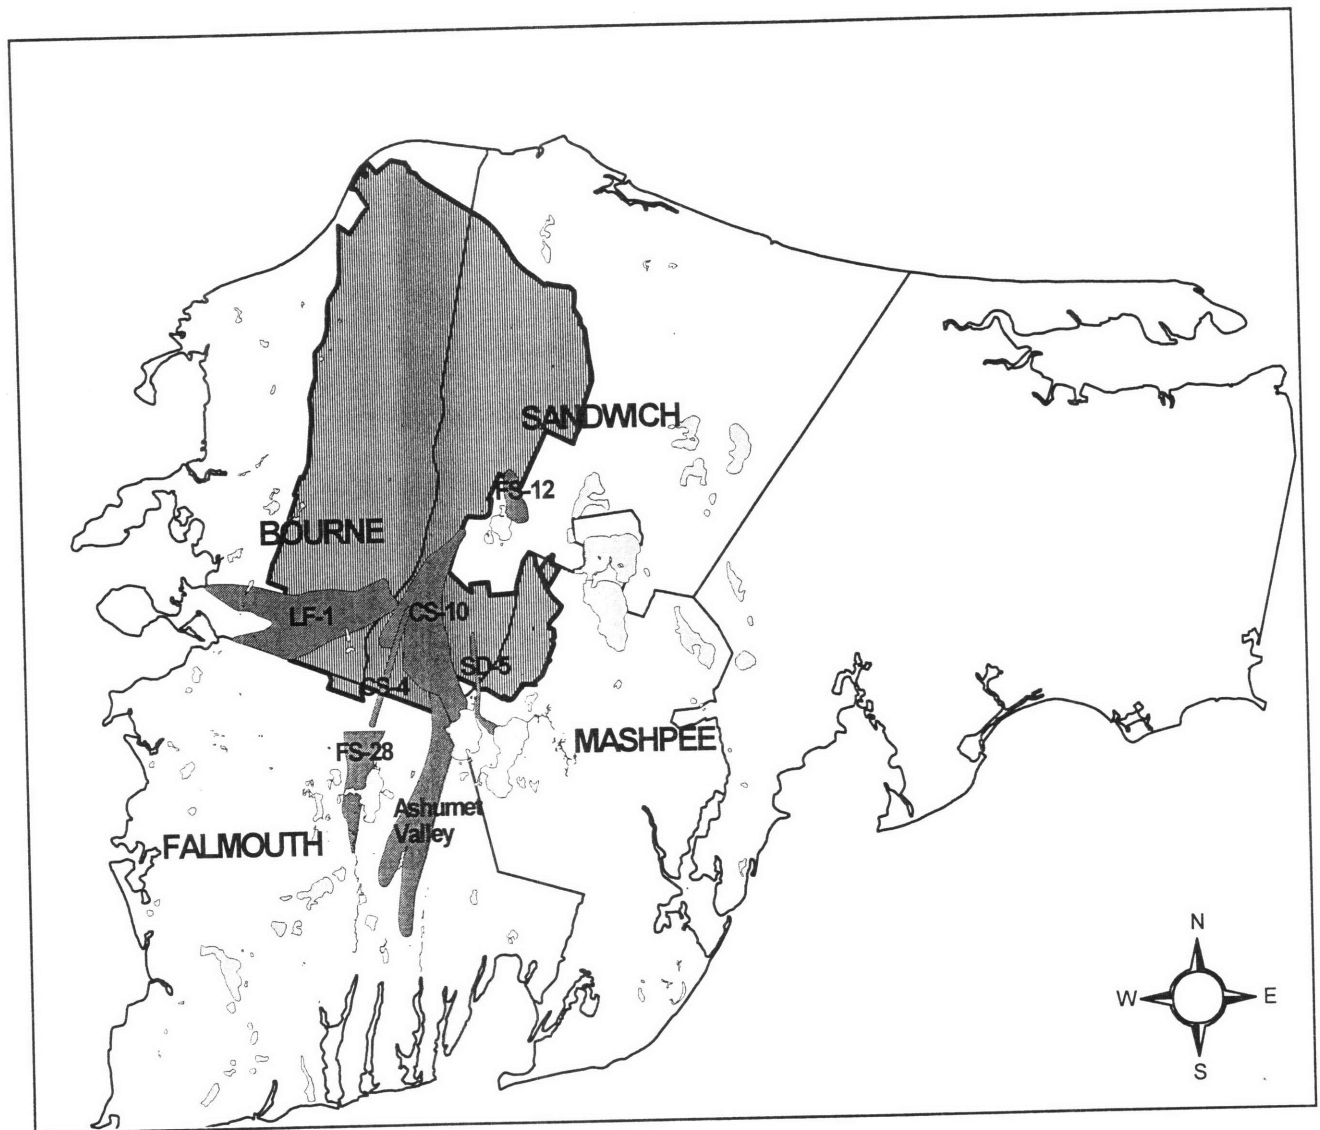 SANDWICH
FS-12
BOURNE
LF-1
CS-10
SD-5
CS-4
MASHPEE
FS-28
Ashumet
Valley
FALMOUTH
N
W
E
S